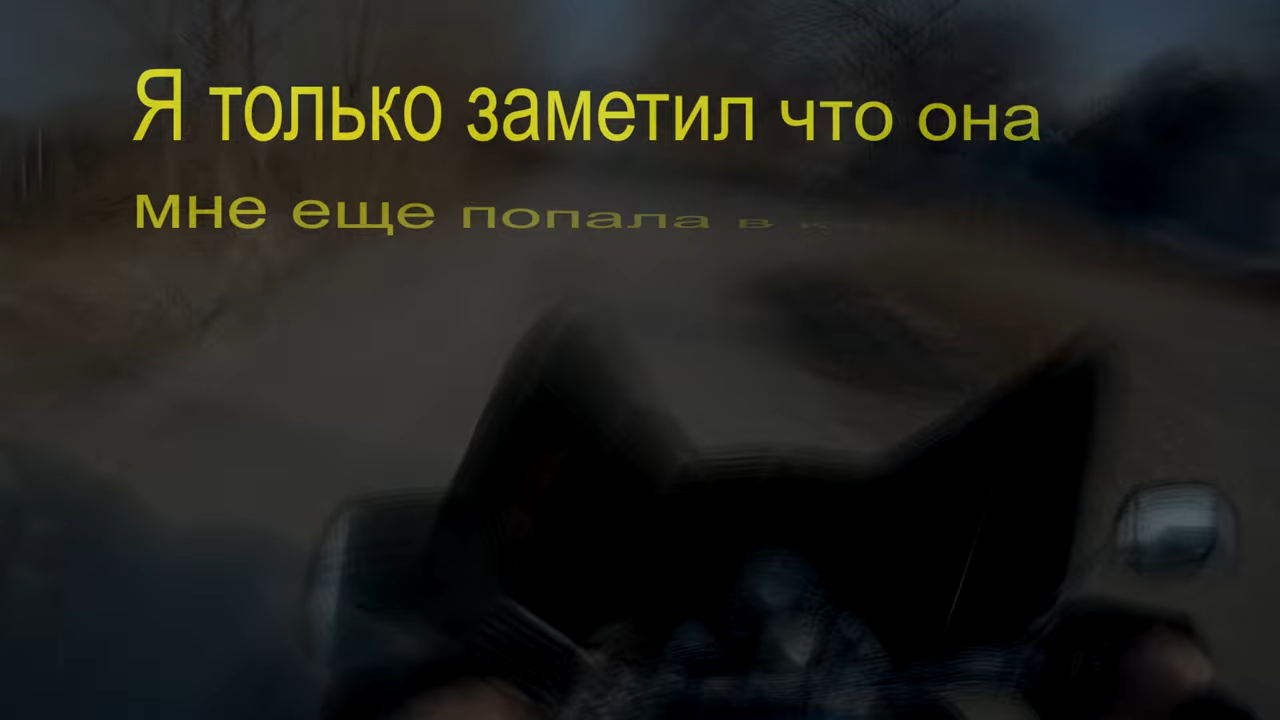 Я только заметил что она
мне еще попала в